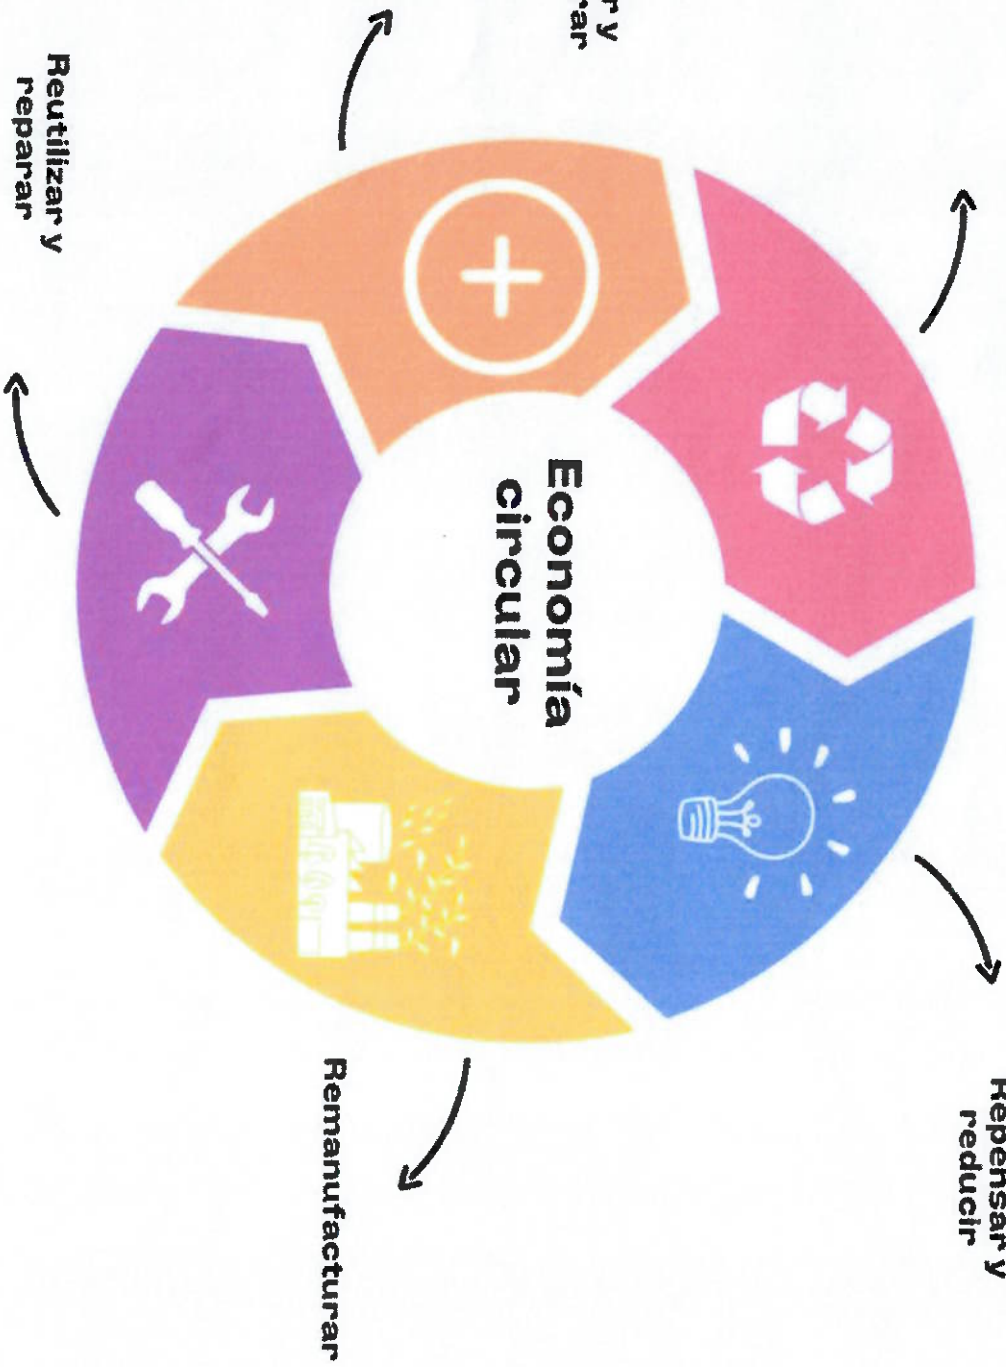 Repensar y
reducir
Economía
circular
Remanufacturar
Reutilizar y
reparar